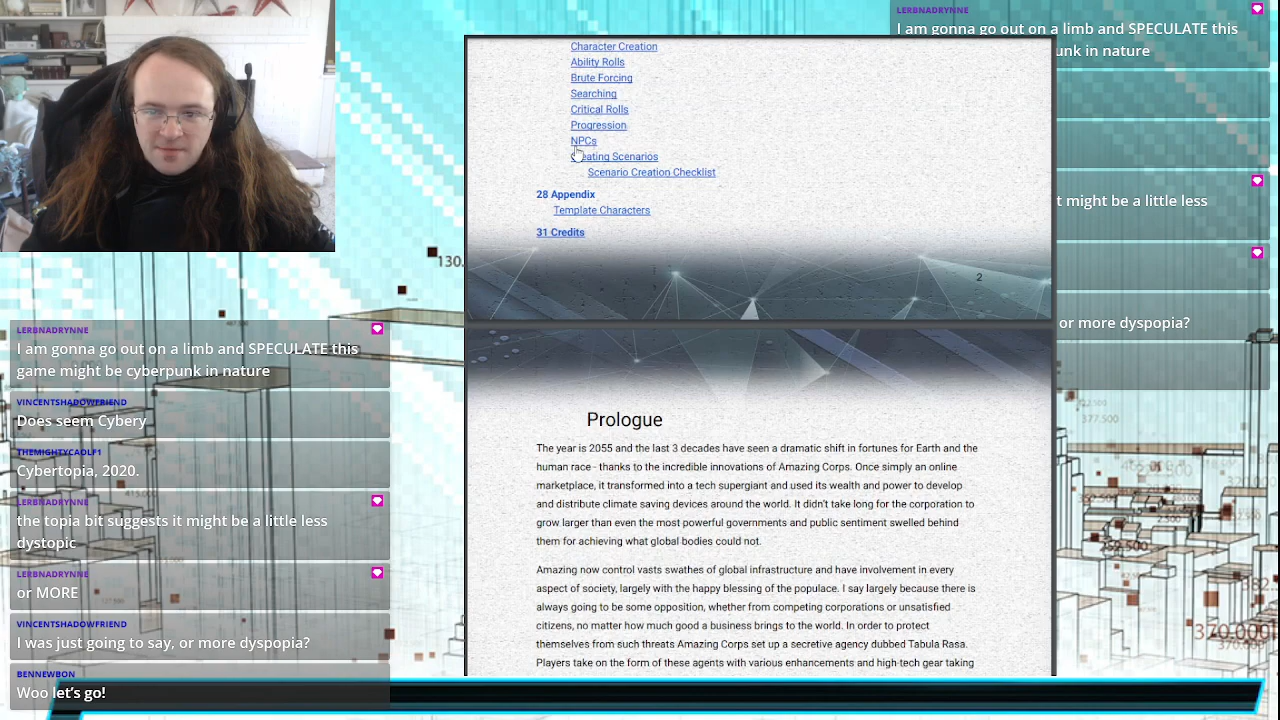 LERBNADRYNNE
I am gonna go out on a limb and SPECULATE this
unk in nature
t might be a little less
or more dyspopia?
Character Creation
Ability Rolls
Brute Forcing
Searching
Critical Rolls
Progression
NPCs
eating Scenarios
Scenario Creation Checklist
28 Appendix
Template Characters
31 Credits
2
130.
Prologue
The year is 2055 and the last 3 decades have seen a dramatic shift in fortunes for Earth and the
human race - thanks to the incredible innovations of Amazing Corps. Once simply an online
marketplace, it transformed into a tech supergiant and used its wealth and power to develop
and distribute climate saving devices around the world. It didn't take long for the corporation to
grow larger than even the most powerful governments and public sentiment swelled behind
them for achieving what global bodies could not.
Amazing now control vasts swathes of global infrastructure and have involvement in every
aspect of society, largely with the happy blessing of the populace. I say largely because there is
always going to be some opposition, whether from competing corporations or unsatisfied
citizens, no matter how much good a business brings to the world. In order to protect
themselves from such threats Amazing Corps set up a secretive agency dubbed Tabula Rasa.
Players take on the form of these agents with various enhancements and high-tech gear taking
LERBNADRYNNE
I am gonna go out on a limb and SPECULATE this
game might be cyberpunk in nature
VINCENTSHADOWFRIEND
Does seem Cybery
THEMIGHTYCADLF1
Cybertopia, 2020.
LERBNADRYNNE
the topia bit suggests it might be a little less
dystopic
LERBNADRYNNE
or MORE
VINCENTSHADOWFRIEND
I was just going to say, or more dyspopia?
BENNEWBON
Woo let's go!
377.500
370.000